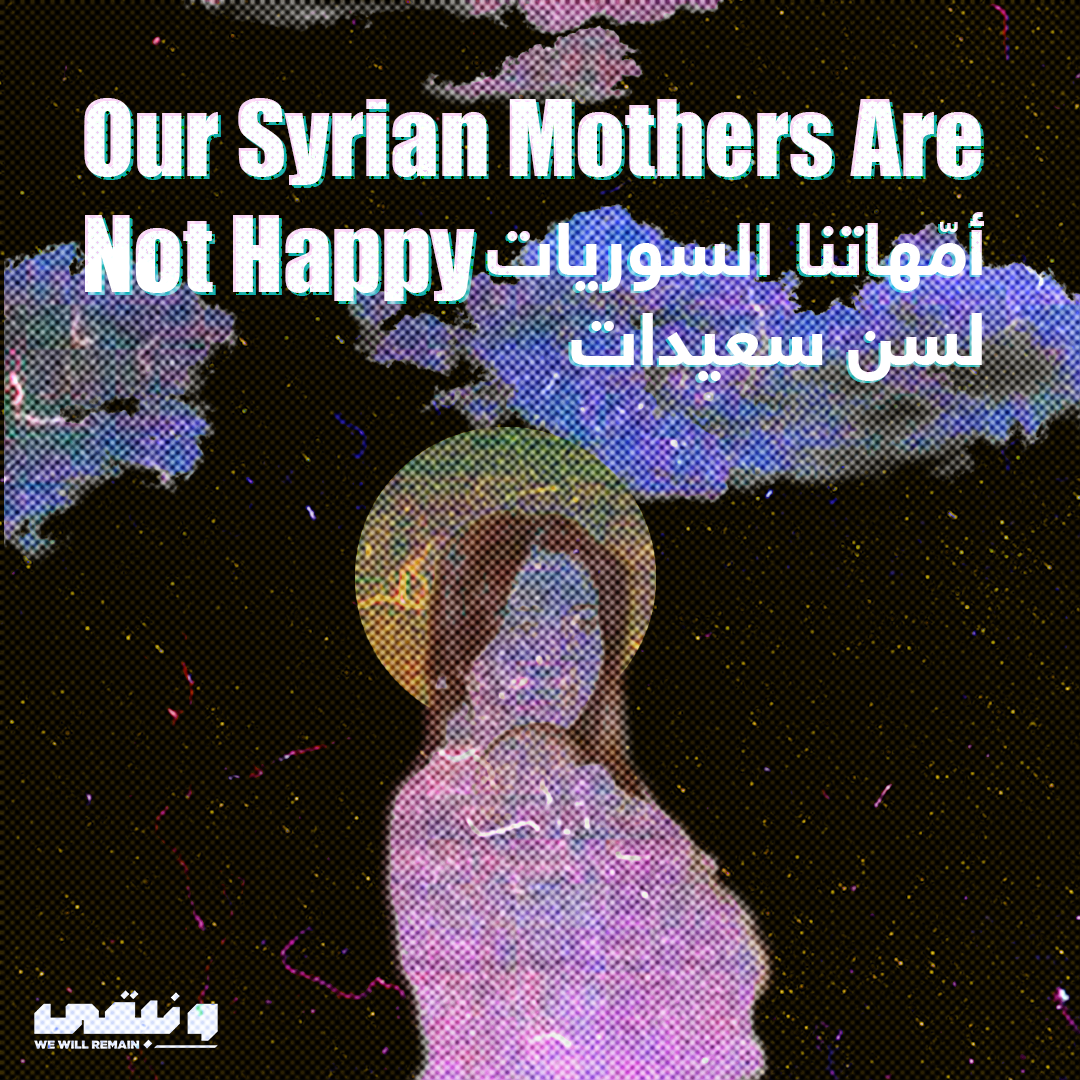 Our Syrian Mothers Are
Not Happy
أمّهاتنا السوريات
لسن سعيدات
ونبقى
WE WILL REMAIN